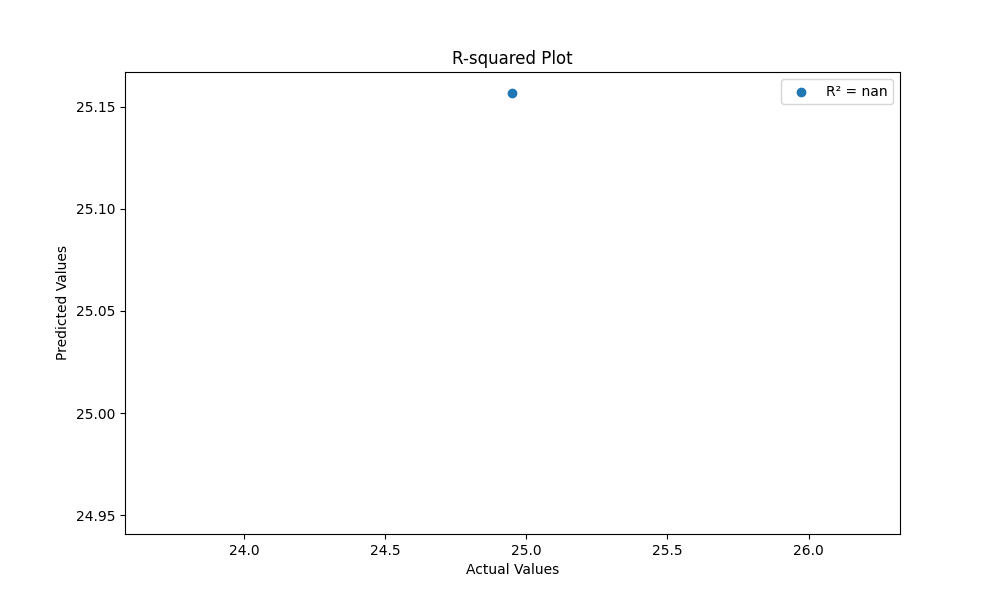 R-squared Plot
R² = nan
25.15
25.10
25.05
25.00
24.95
Predicted Values
24.0
24.5
25.0
25.5
26.0
Actual Values